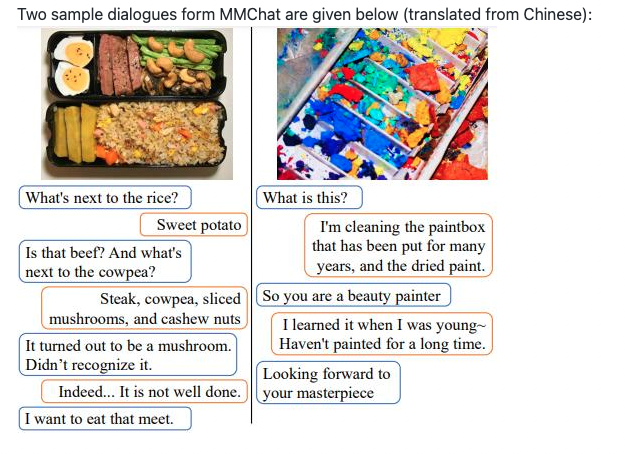 Two sample dialogues form MMChat are given below (translated from Chinese):
What's next to the rice?
Sweet potato
Is that beef? And what's
next to the cowpea?
Steak, cowpea, sliced
mushrooms, and cashew nuts
It turned out to be a mushroom.
Didn’t recognize it.
Indeed... It is not well done.
I want to eat that meet.
What is this?
I'm cleaning the paintbox
that has been put for many
years, and the dried paint.
So you are a beauty painter
I learned it when I was young~
Haven't painted for a long time.
Looking forward to
your masterpiece